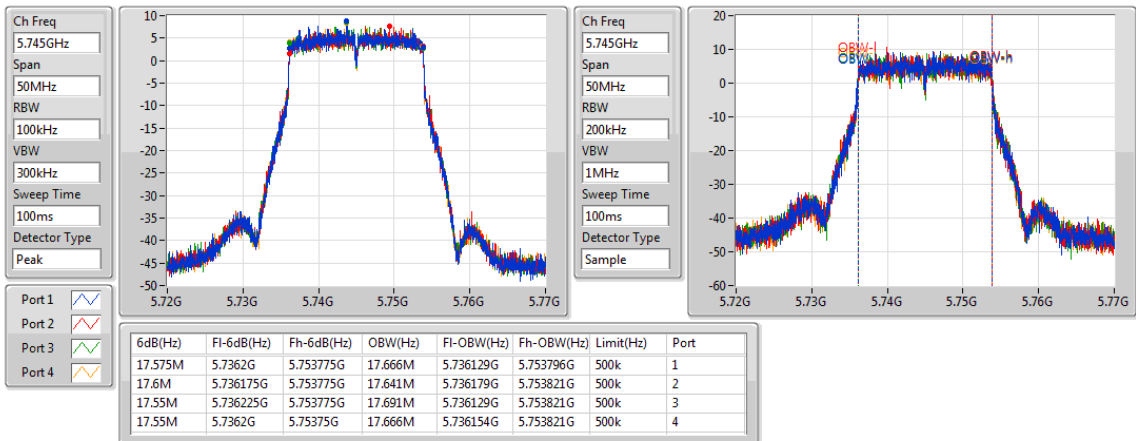 Ch Freq
5.745GHz
Span
50MHz
RBW
100kHz
VBW
300kHz
Sweep Time
100ms
Detector Type
Peak
10
5
0
-5
-10
-15
-20
-25
-30
-35
-40
-45
-50
5.72G 5.73G 5.74G 5.75G 5.76G 5.77G
Ch Freq
5.745GHz
Span
50MHz
RBW
200kHz
VBW
1MHz
Sweep Time
100ms
Detector Type
Sample
20
10
0
-10
-20
-30
-40
-50
-60
OBW-l
OBW-h
5.72G 5.73G 5.74G 5.75G 5.76G 5.77G
Port 1
Port 2
Port 3
Port 4
6dB(Hz) Fl-6dB(Hz) Fh-6dB(Hz) OBW(Hz) Fl-OBW(Hz) Fh-OBW(Hz) Limit(Hz) Port
17.575M 5.7362G 5.753775G 17.666M 5.736129G 5.753796G 500k 1
17.6M 5.736175G 5.753775G 17.641M 5.736179G 5.753821G 500k 2
17.55M 5.736225G 5.753775G 17.691M 5.736129G 5.753821G 500k 3
17.55M 5.7362G 5.75375G 17.666M 5.736154G 5.753821G 500k 4